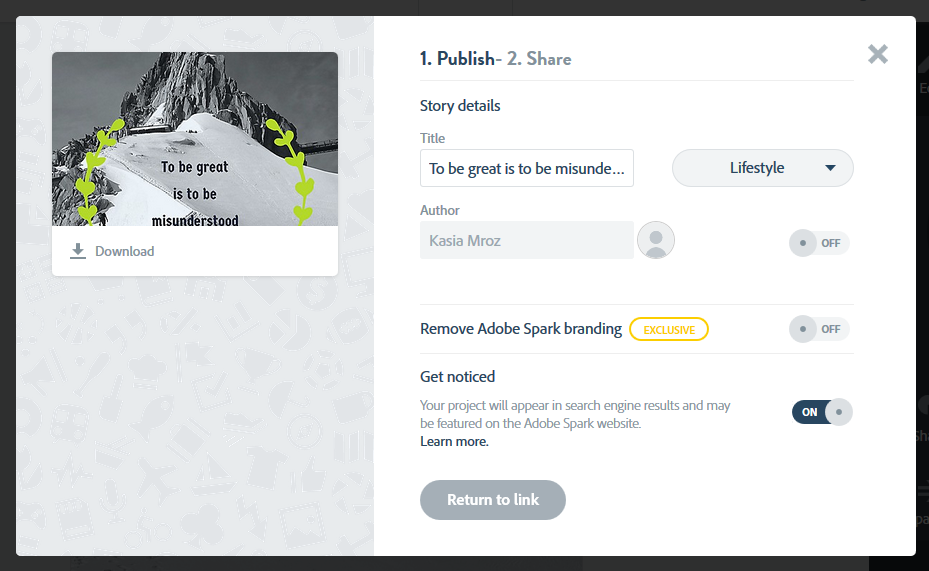 To be great
is to be
misunderstood
Download
1. Publish- 2. Share
Story details
Title
To be great is to be misunde...
Lifestyle
Author
Kasia Mroz
OFF
Remove Adobe Spark branding
EXCLUSIVE
OFF
Get noticed
Your project will appear in search engine results and may
be featured on the Adobe Spark website.
Learn more.
ON
Return to link